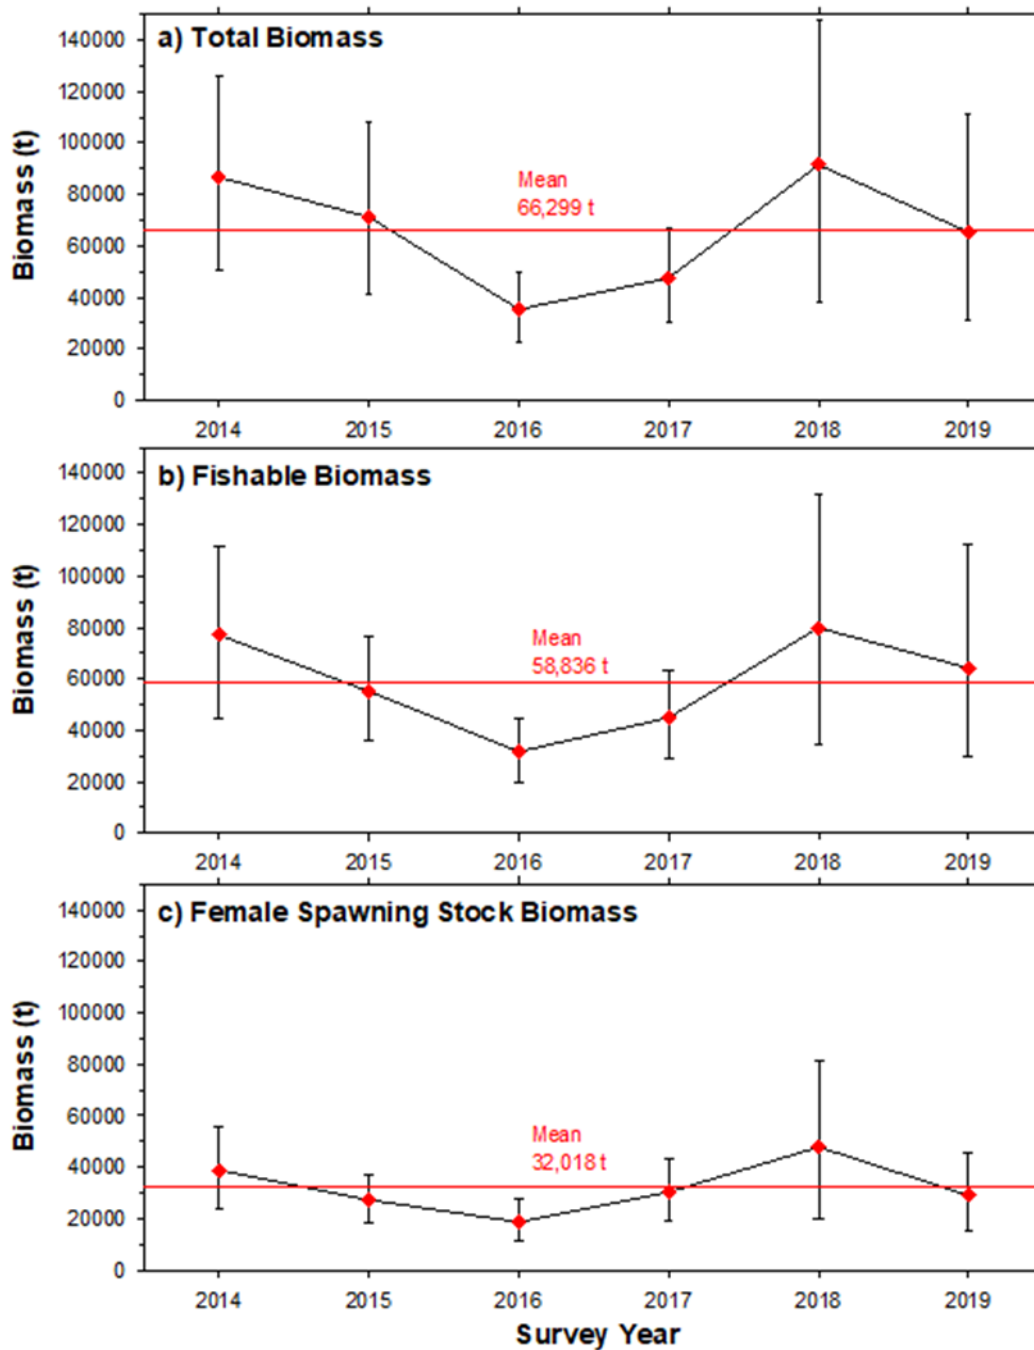 a) Total Biomass
Biomass (t)
140000
120000
100000
80000
60000
40000
20000
0
Mean
66,299 t
2014 2015 2016 2017 2018 2019
b) Fishable Biomass
Biomass (t)
140000
120000
100000
80000
60000
40000
20000
0
Mean
58,836 t
2014 2015 2016 2017 2018 2019
c) Female Spawning Stock Biomass
Biomass (t)
140000
120000
100000
80000
60000
40000
20000
0
Mean
32,018 t
2014 2015 2016 2017 2018 2019
Survey Year